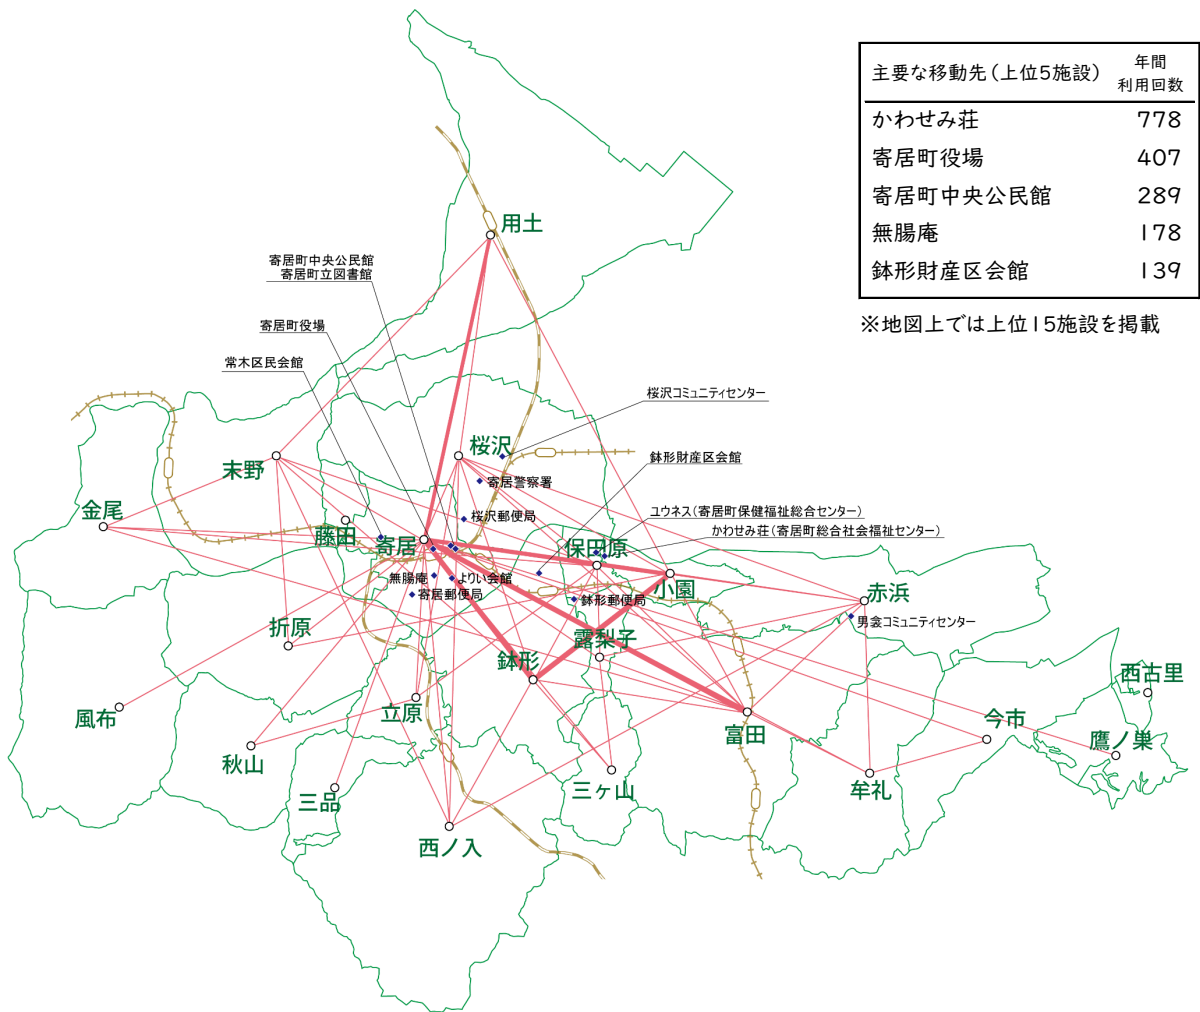 主要な移動先(上位5施設) 年間利用回数
かわせみ荘 778
寄居町役場 407
寄居町中央公民館 289
無腸庵 178
鉢形財産区会館 139
※地図上では上位15施設を掲載
用土
寄居町中央公民館
寄居町立図書館
寄居町役場
常木区民会館
桜沢コミュニティセンター
桜沢
鉢形財産区会館
末野
寄居警察署
金尾
桜沢郵便局
ユウネス(寄居町保健福祉総合センター)
かわせみ荘(寄居町総合社会福祉センター)
藤田
寄居
保田原
無腸庵
よりい会館
小園
寄居郵便局
鉢形郵便局
赤浜
男衾コミュニティセンター
折原
露梨子
鉢形
西古里
風布
立原
富田
今市
鷹ノ巣
秋山
三品
三ヶ山
牟礼
西ノ入